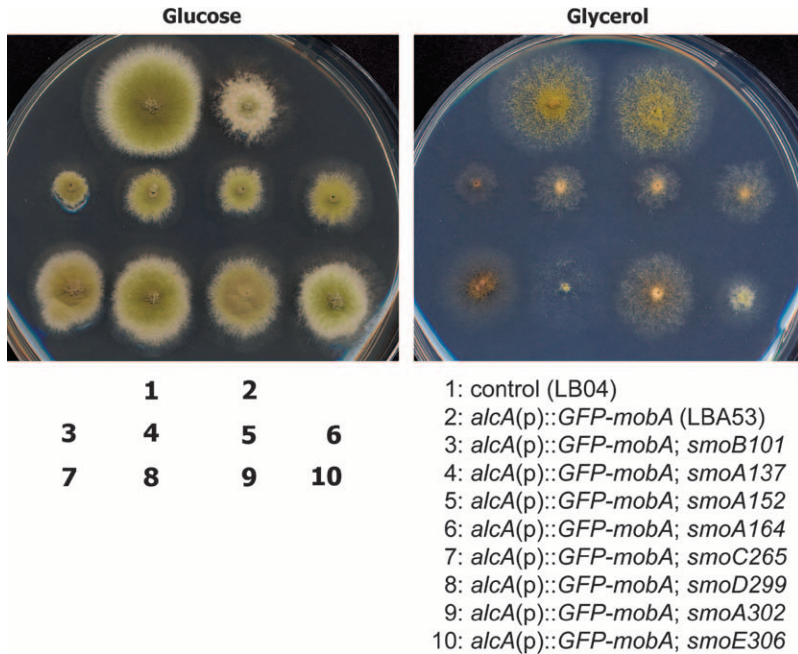 Glucose Glycerol
1 2
3 4 5 6
7 8 9 10
1: control (LB04)
2: alcA(p)::GFP-mobA (LBA53)
3: alcA(p)::GFP-mobA; smoB101
4: alcA(p)::GFP-mobA; smoA137
5: alcA(p)::GFP-mobA; smoA152
6: alcA(p)::GFP-mobA; smoA164
7: alcA(p)::GFP-mobA; smoC265
8: alcA(p)::GFP-mobA; smoD299
9: alcA(p)::GFP-mobA; smoA302
10: alcA(p)::GFP-mobA; smoE306